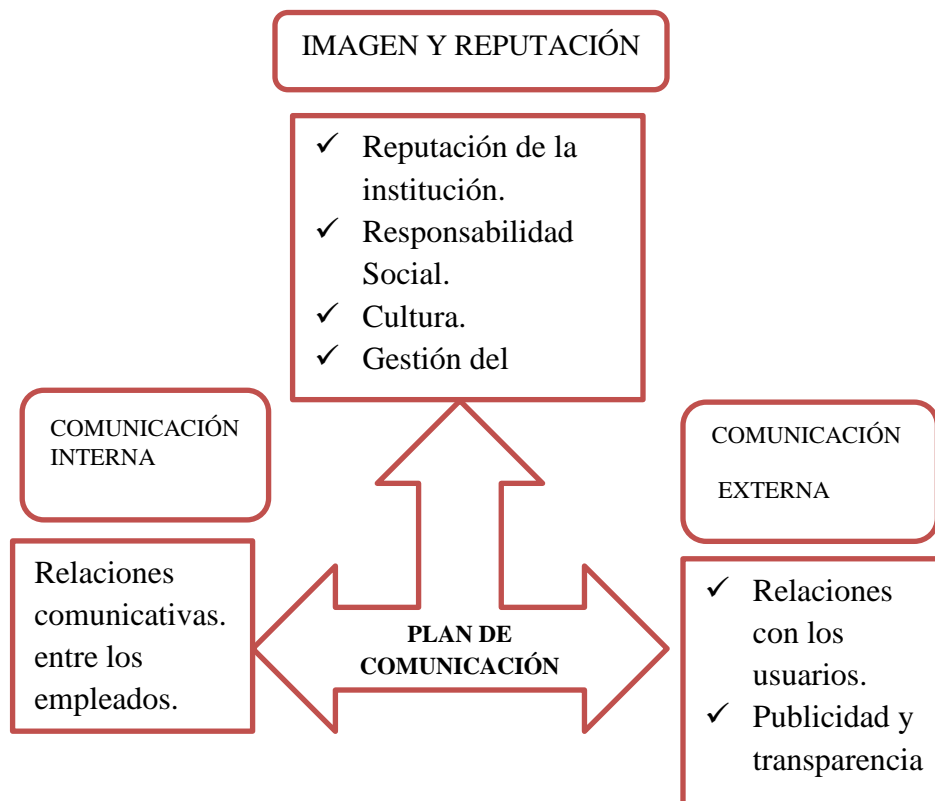 IMAGEN Y REPUTACIÓN
✓ Reputación de la
institución.
✓ Responsabilidad
Social.
✓ Cultura.
✓ Gestión del
COMUNICACIÓN
INTERNA
Relaciones
comunicativas.
entre los
empleados.
PLAN DE
COMUNICACIÓN
COMUNICACIÓN
EXTERNA
✓ Relaciones
con los
usuarios.
✓ Publicidad y
transparencia